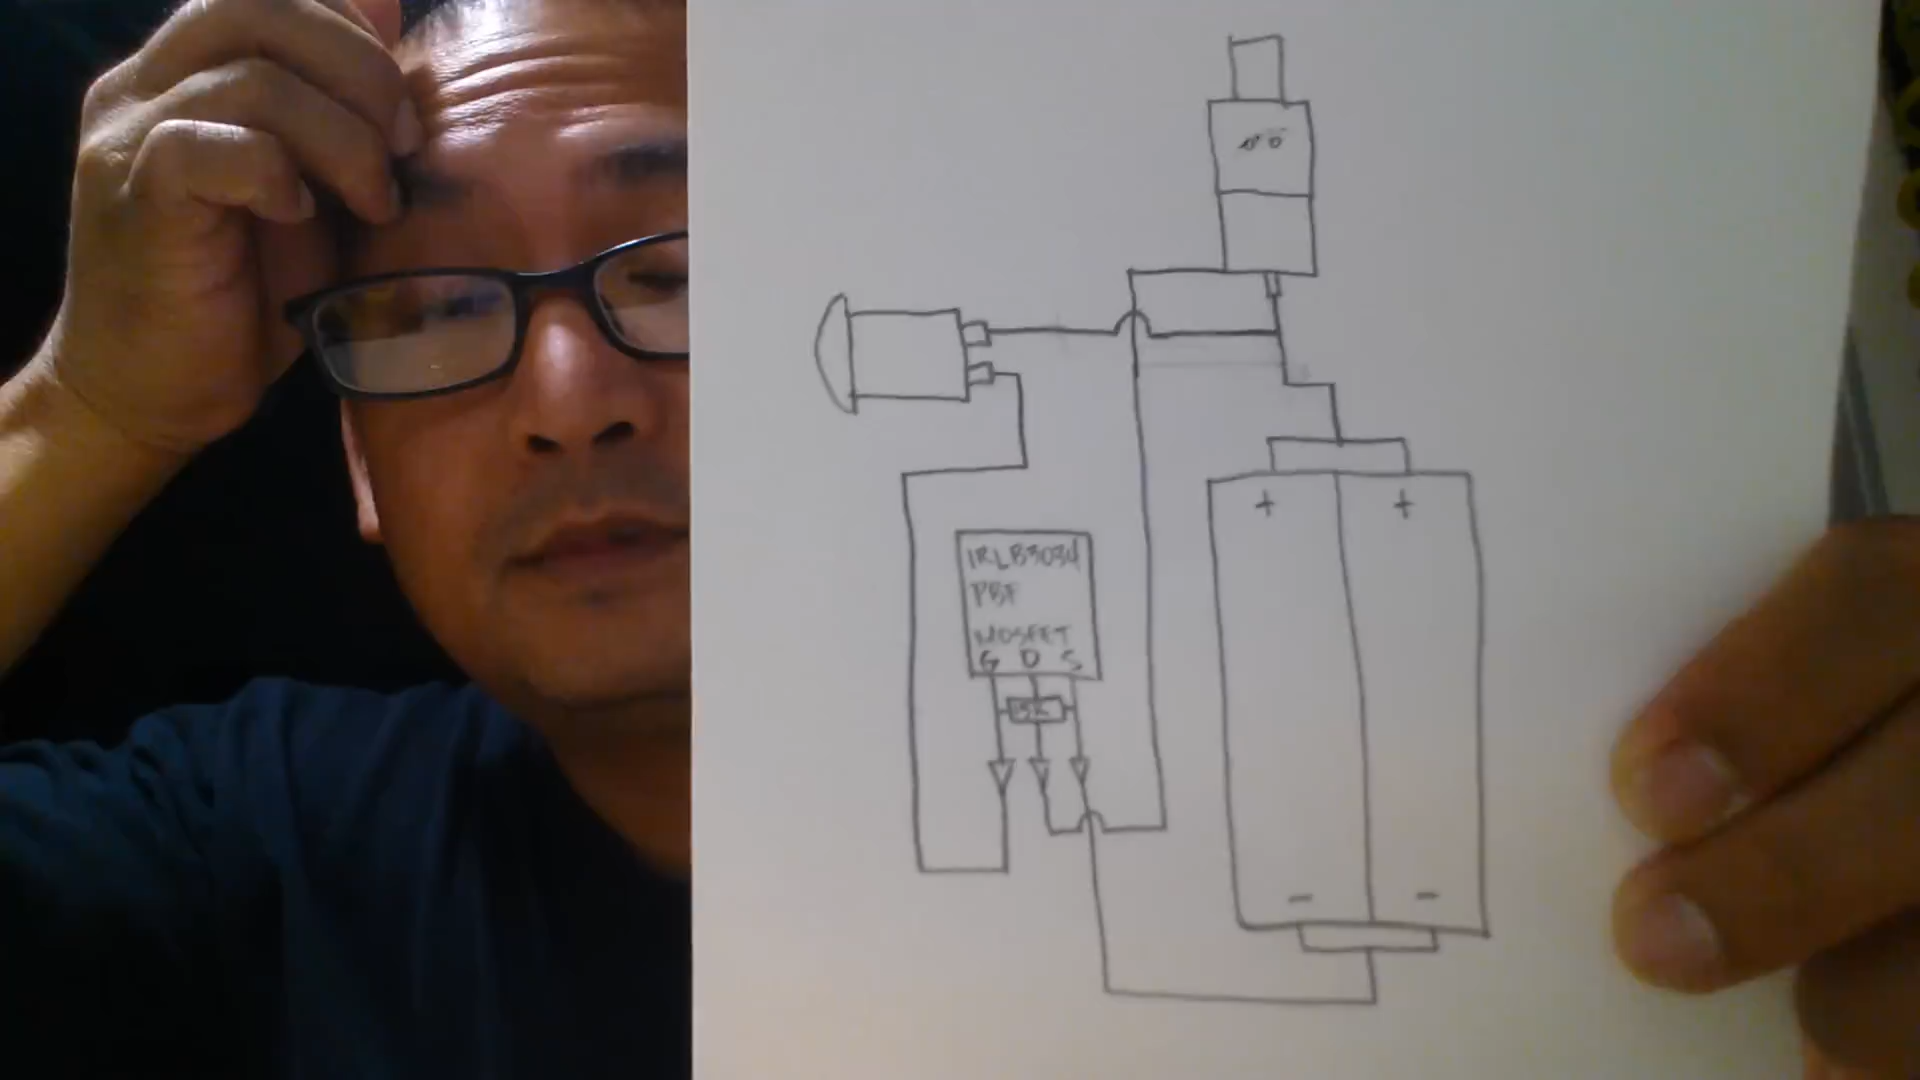 + +
IRLB3034
PBF
MOSFET
G D S
- -